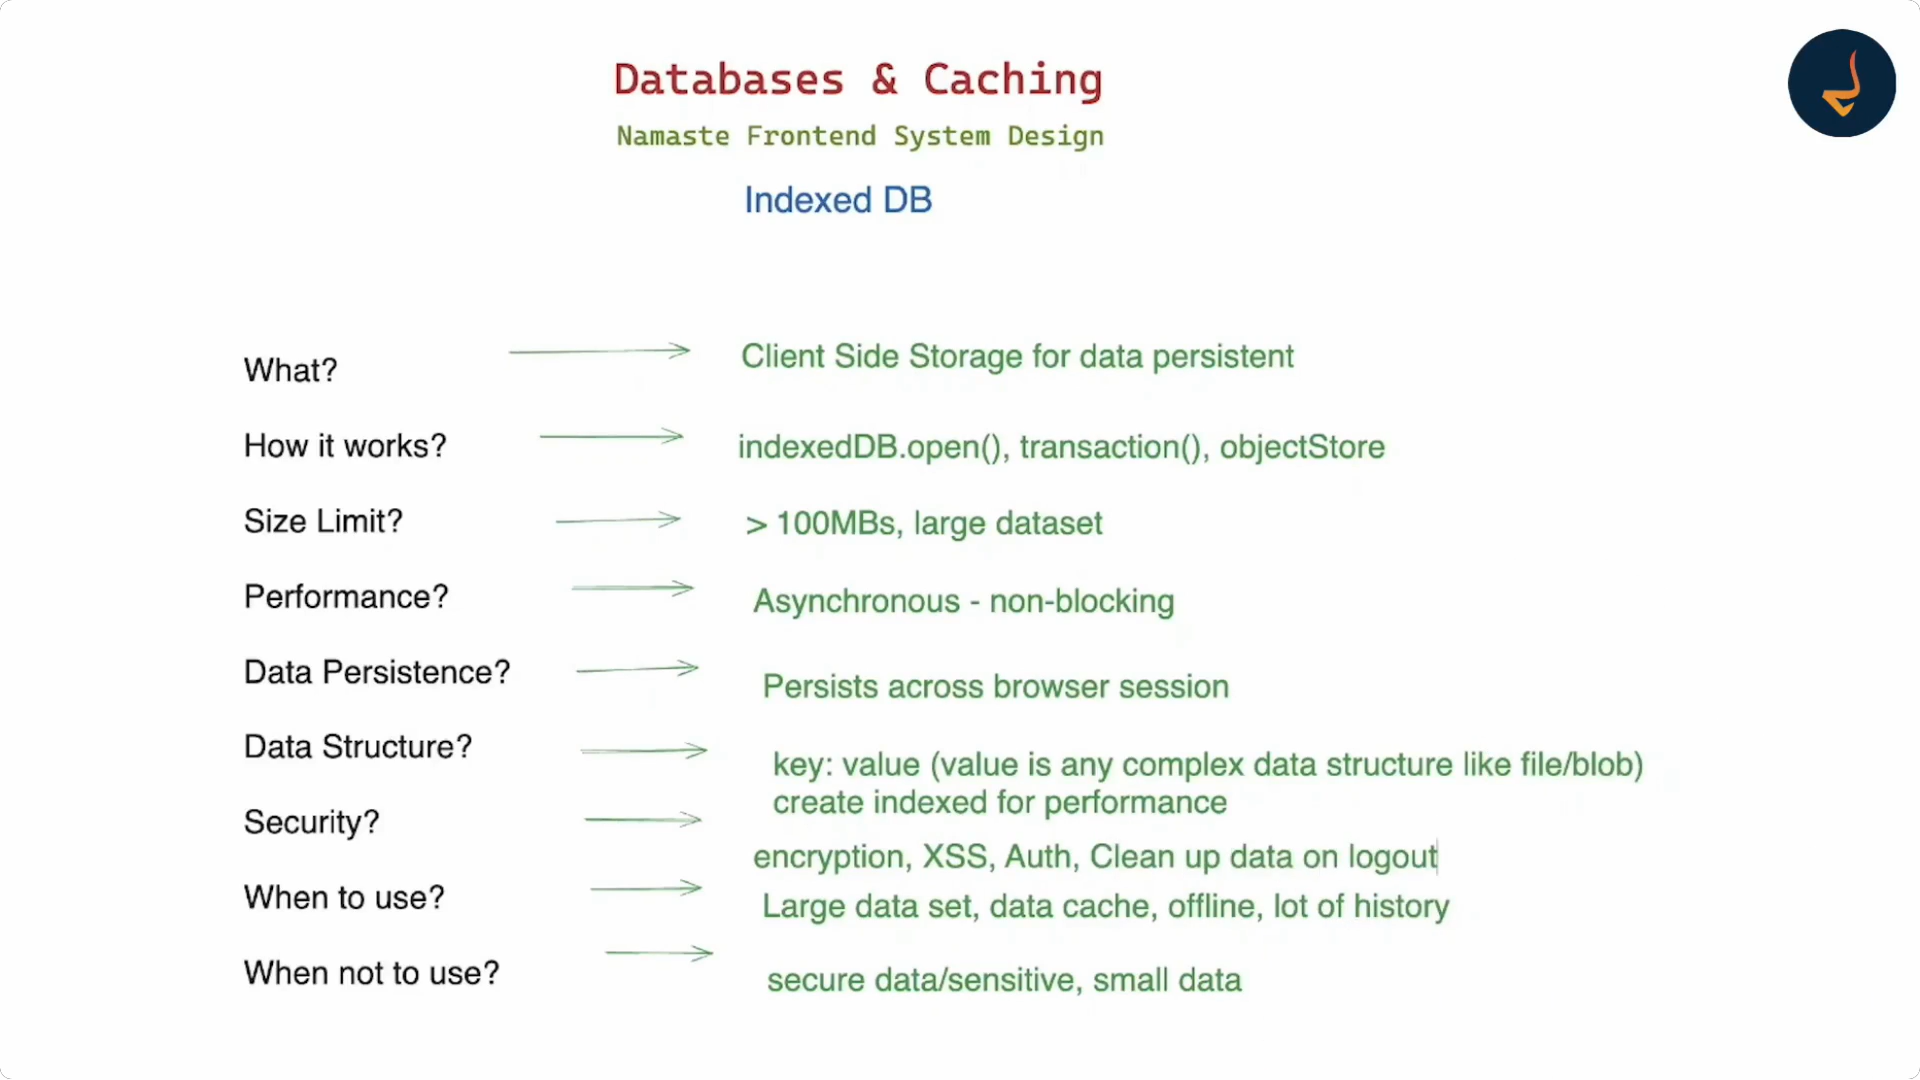 Databases & Caching
Namaste Frontend System Design
Indexed DB
What?
Client Side Storage for data persistent
How it works?
indexedDB.open(), transaction(), objectStore
Size Limit?
> 100MBs, large dataset
Performance?
Asynchronous - non-blocking
Data Persistence?
Persists across browser session
Data Structure?
key: value (value is any complex data structure like file/blob)
create indexed for performance
Security?
encryption, XSS, Auth, Clean up data on logout
When to use?
Large data set, data cache, offline, lot of history
When not to use?
secure data/sensitive, small data